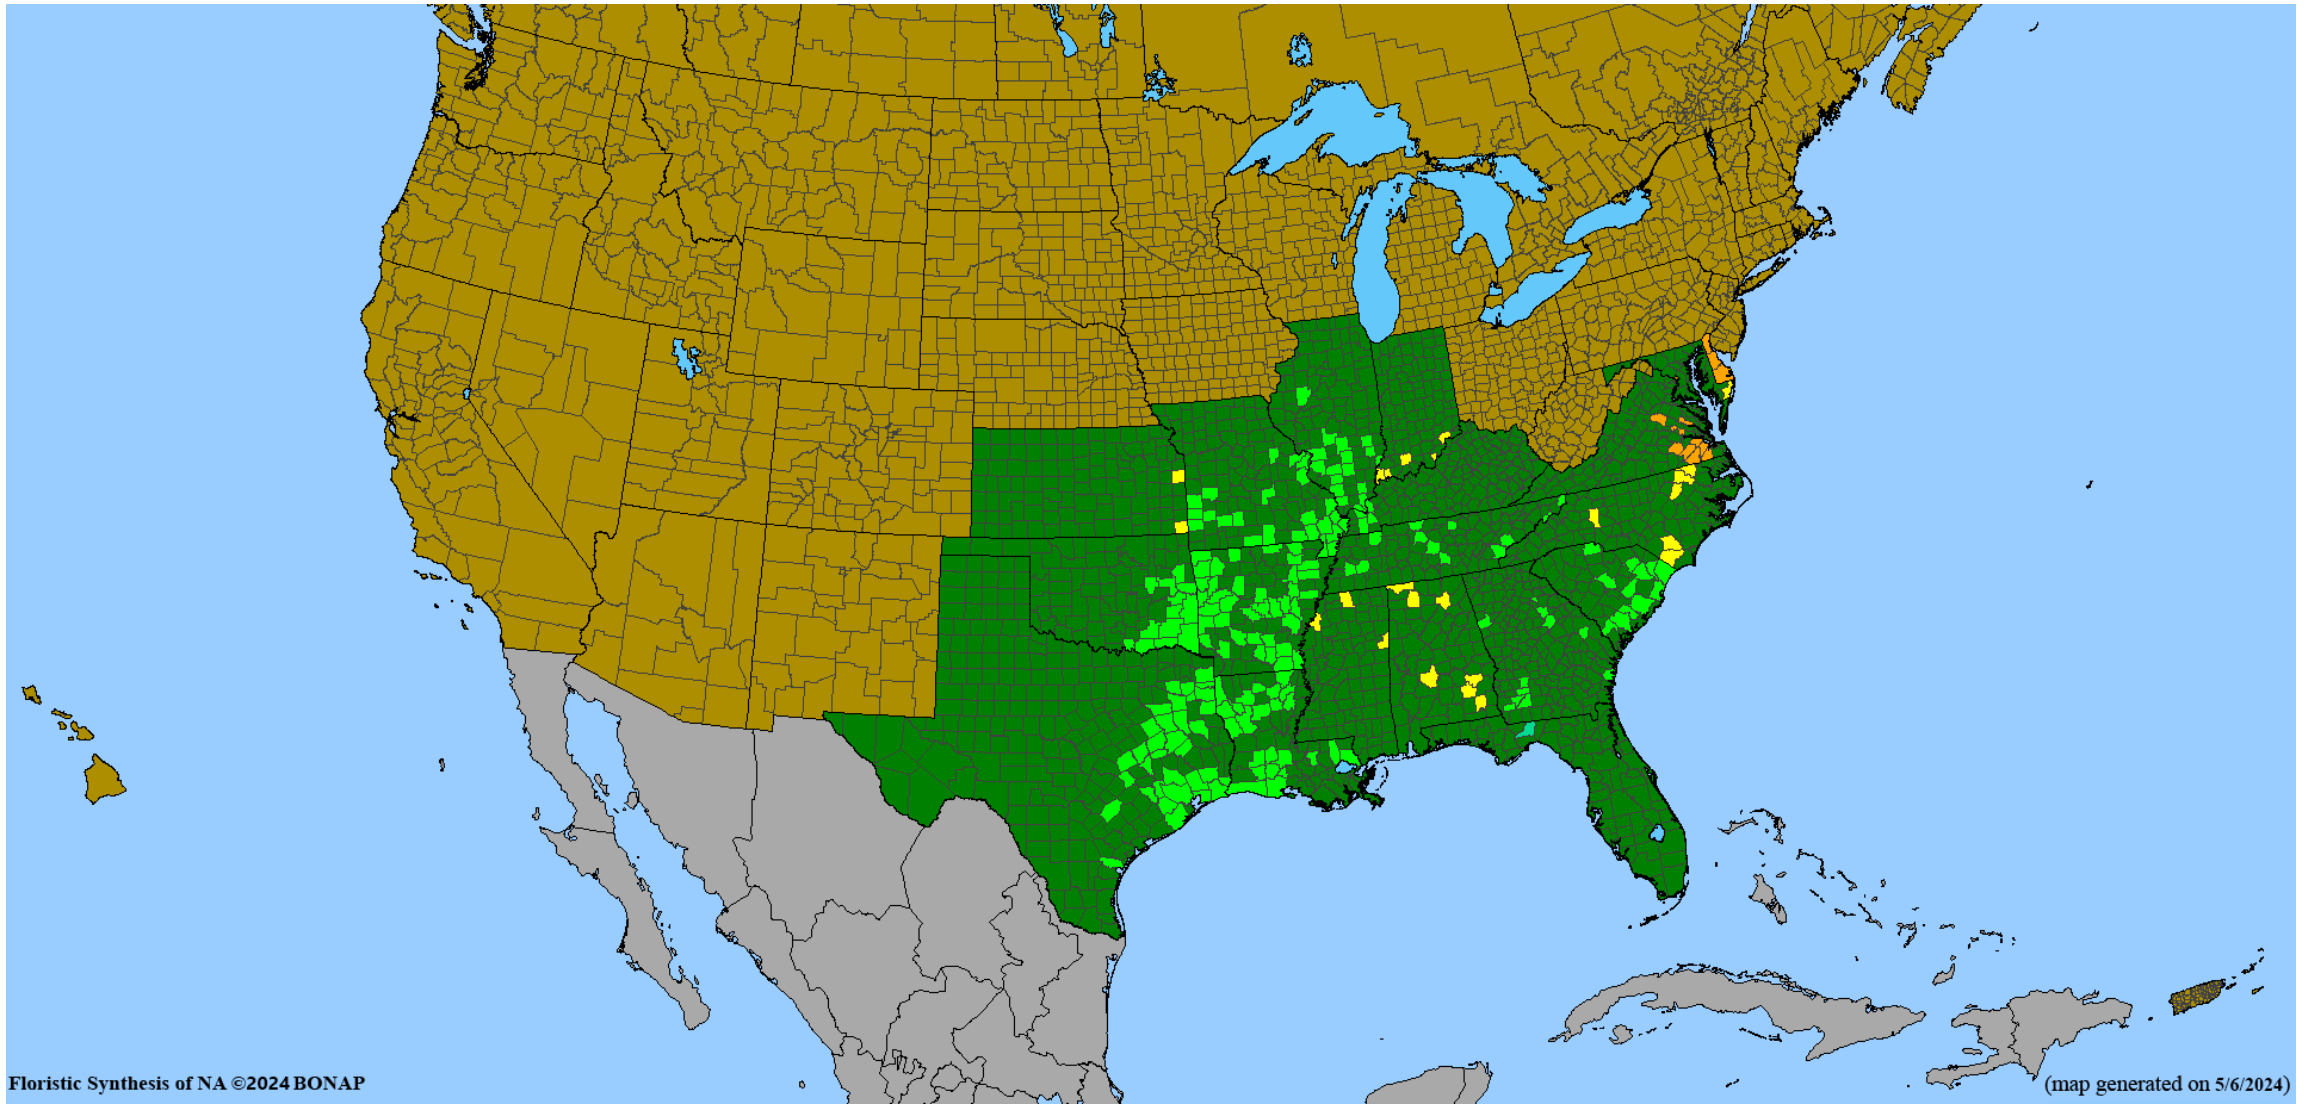 Floristic Synthesis of NA ©2024 BONAP
(map generated on 5/6/2024)